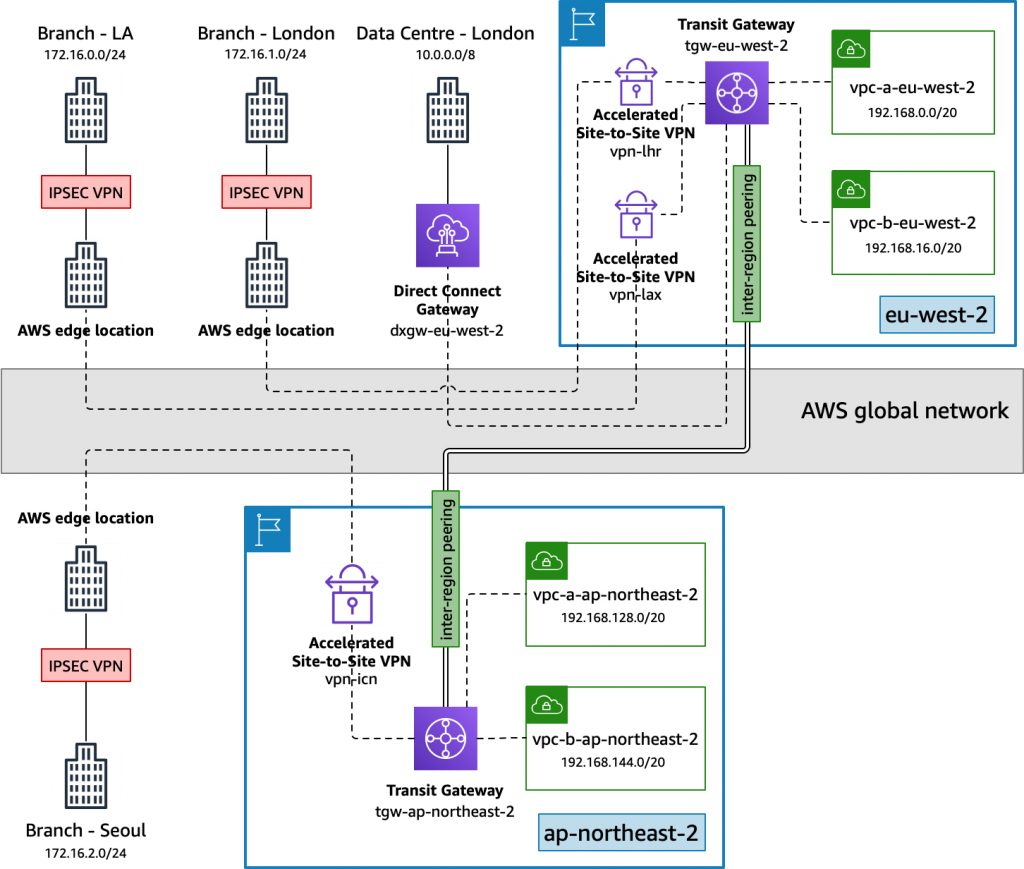 Branch - LA
172.16.0.0/24
Branch - London
172.16.1.0/24
Data Centre - London
10.0.0.0/8
IPSEC VPN
IPSEC VPN
AWS edge location
AWS edge location
Direct Connect
Gateway
dxgw-eu-west-2
Transit Gateway
tgw-eu-west-2
Accelerated
Site-to-Site VPN
vpn-lhr
Accelerated
Site-to-Site VPN
vpn-lax
inter-region peering
vpc-a-eu-west-2
192.168.0.0/20
vpc-b-eu-west-2
192.168.16.0/20
eu-west-2
AWS global network
AWS edge location
IPSEC VPN
Branch - Seoul
172.16.2.0/24
Accelerated
Site-to-Site VPN
vpn-icn
inter-region peering
Transit Gateway
tgw-ap-northeast-2
vpc-a-ap-northeast-2
192.168.128.0/20
vpc-b-ap-northeast-2
192.168.144.0/20
ap-northeast-2